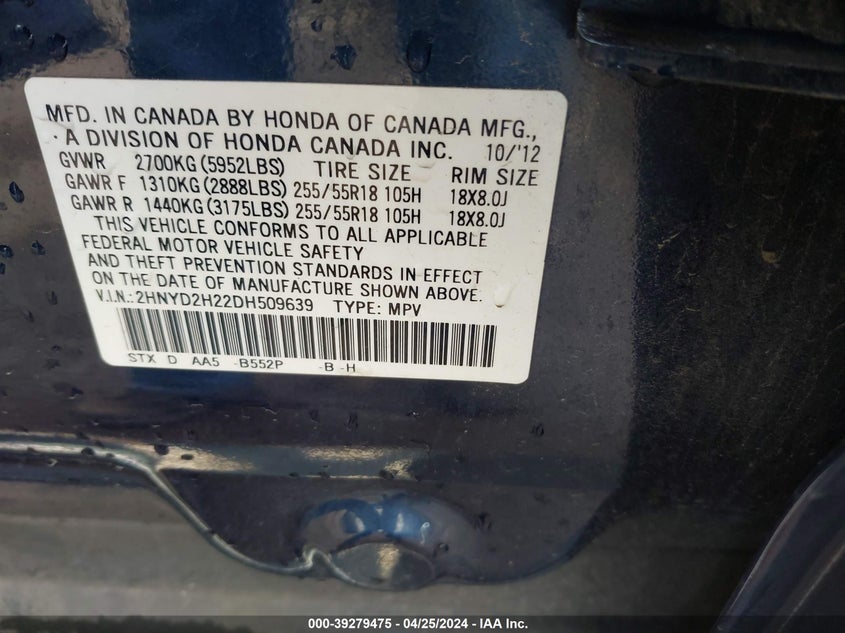 MFD. IN CANADA BY HONDA OF CANADA MFG.,
A DIVISION OF HONDA CANADA INC. 10/'12
GVWR 2700KG (5952LBS) TIRE SIZE RIM SIZE
GAWR F 1310KG (2888LBS) 255/55R18 105H 18X8.0J
GAWR R 1440KG (3175LBS) 255/55R18 105H 18X8.0J
THIS VEHICLE CONFORMS TO ALL APPLICABLE
FEDERAL MOTOR VEHICLE SAFETY
AND THEFT PREVENTION STANDARDS IN EFFECT
ON THE DATE OF MANUFACTURE SHOWN ABOVE.
V.I.N.:2HNYD2H22DH509639 TYPE: MPV
STX D AA5 -B552P -B -H
000-39279475 - 04/25/2024 - IAA Inc.